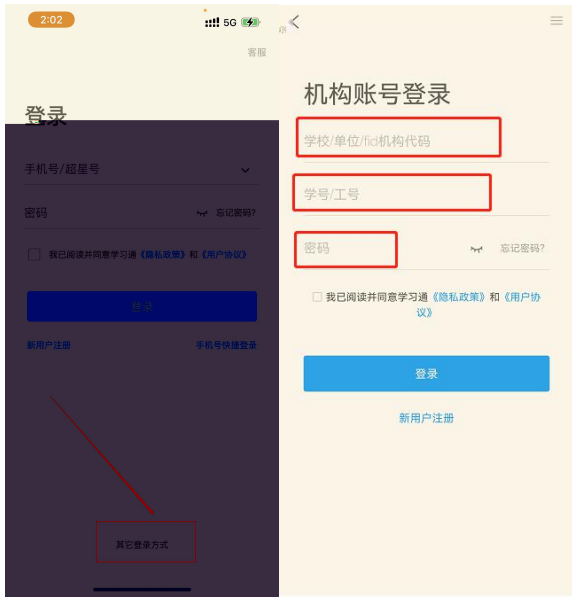 2:02
5G
客服
登录
手机号/超星号
密码
忘记密码?
我已阅读并同意学习通《隐私政策》和《用户协议》
登录
新用户注册
手机号快捷登录
其它登录方式
机构账号登录
学校/单位/fid机构代码
学号/工号
密码
忘记密码?
我已阅读并同意学习通《隐私政策》和《用户协
议》
登录
新用户注册